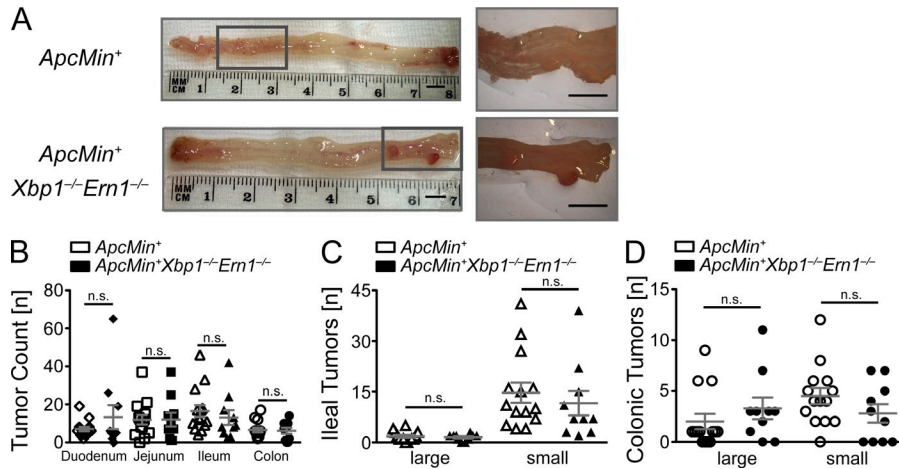 A
ApcMin⁺
MM
CM
1 2 3 4 5 6 7 8
ApcMin⁺
Xbp1⁻/⁻Ern1⁻/⁻
MM
CM
1 2 3 4 5 6 7
B
ApcMin⁺
ApcMin⁺Xbp1⁻/⁻Ern1⁻/⁻
Tumor Count [n]
80
60
40
20
0
n.s.
n.s.
n.s.
n.s.
Duodenum Jejunum Ileum Colon
C
ApcMin⁺
ApcMin⁺Xbp1⁻/⁻Ern1⁻/⁻
Ileal Tumors [n]
45
30
15
0
n.s.
n.s.
large small
D
ApcMin⁺
ApcMin⁺Xbp1⁻/⁻Ern1⁻/⁻
Colonic Tumors [n]
15
10
5
0
n.s.
n.s.
large small